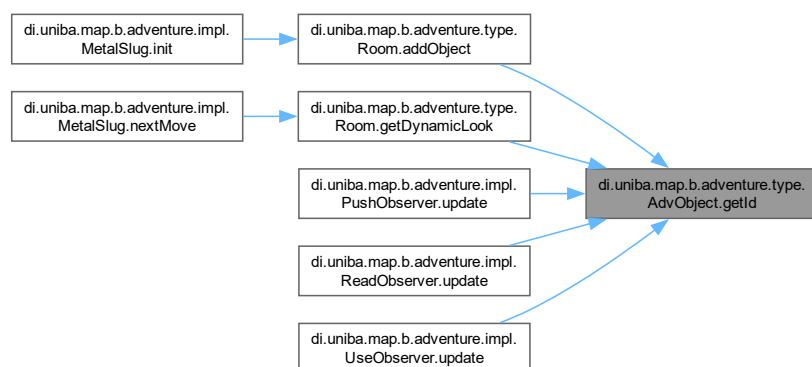 di.uniba.map.b.adventure.impl.
MetalSlug.init
di.uniba.map.b.adventure.type.
Room.addObject
di.uniba.map.b.adventure.impl.
MetalSlug.nextMove
di.uniba.map.b.adventure.type.
Room.getDynamicLook
di.uniba.map.b.adventure.impl.
PushObserver.update
di.uniba.map.b.adventure.type.
AdvObject.getId
di.uniba.map.b.adventure.impl.
ReadObserver.update
di.uniba.map.b.adventure.impl.
UseObserver.update